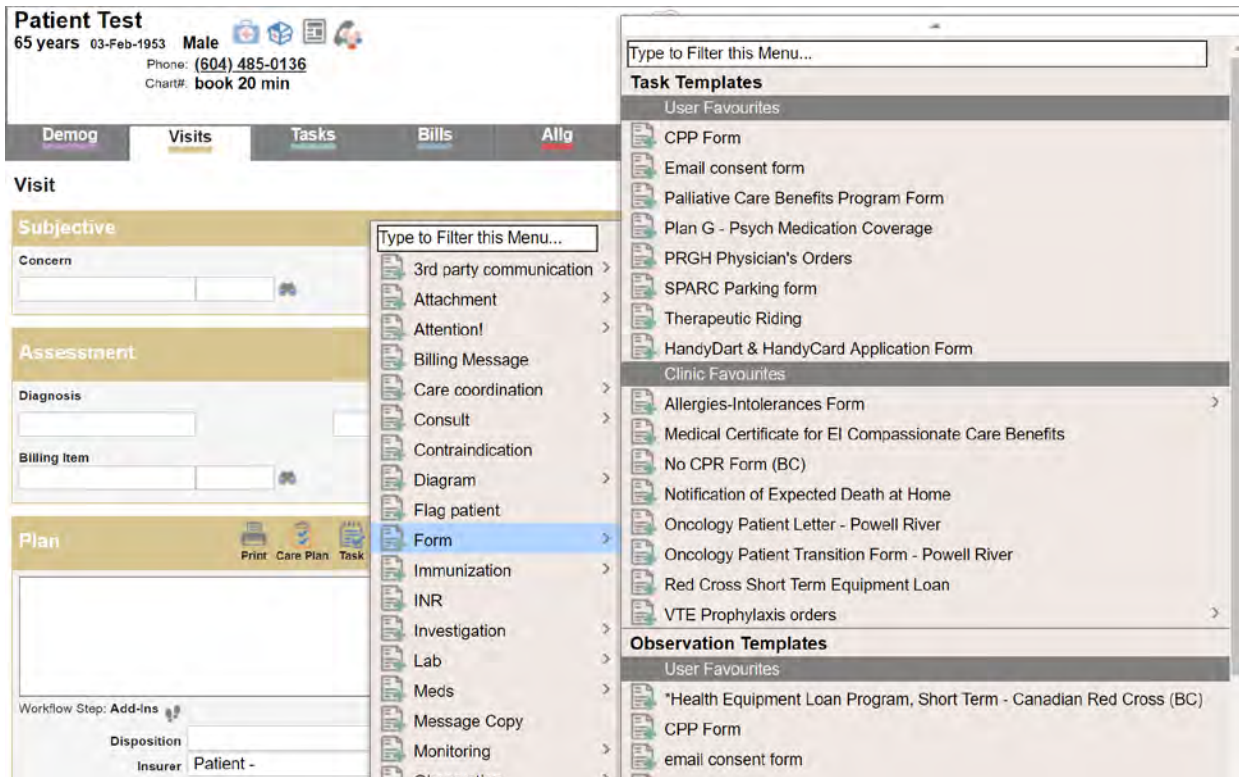 Patient Test
65 years 03-Feb-1953 Male
Phone: (604) 485-0136
Chart#: book 20 min
Demog Visits Tasks Bills Allg
Visit
Subjective
Concern
Assessment
Diagnosis
Billing Item
Plan
Print Care Plan Task
Workflow Step: Add-Ins
Disposition
Insurer Patient -
Type to Filter this Menu...
3rd party communication
Attachment
Attention!
Billing Message
Care coordination
Consult
Contraindication
Diagram
Flag patient
Form
Immunization
INR
Investigation
Lab
Meds
Message Copy
Monitoring
Type to Filter this Menu...
Task Templates
User Favourites
CPP Form
Email consent form
Palliative Care Benefits Program Form
Plan G - Psych Medication Coverage
PRGH Physician's Orders
SPARC Parking form
Therapeutic Riding
HandyDart & HandyCard Application Form
Clinic Favourites
Allergies-Intolerances Form
Medical Certificate for EI Compassionate Care Benefits
No CPR Form (BC)
Notification of Expected Death at Home
Oncology Patient Letter - Powell River
Oncology Patient Transition Form - Powell River
Red Cross Short Term Equipment Loan
VTE Prophylaxis orders
Observation Templates
User Favourites
*Health Equipment Loan Program, Short Term - Canadian Red Cross (BC)
CPP Form
email consent form